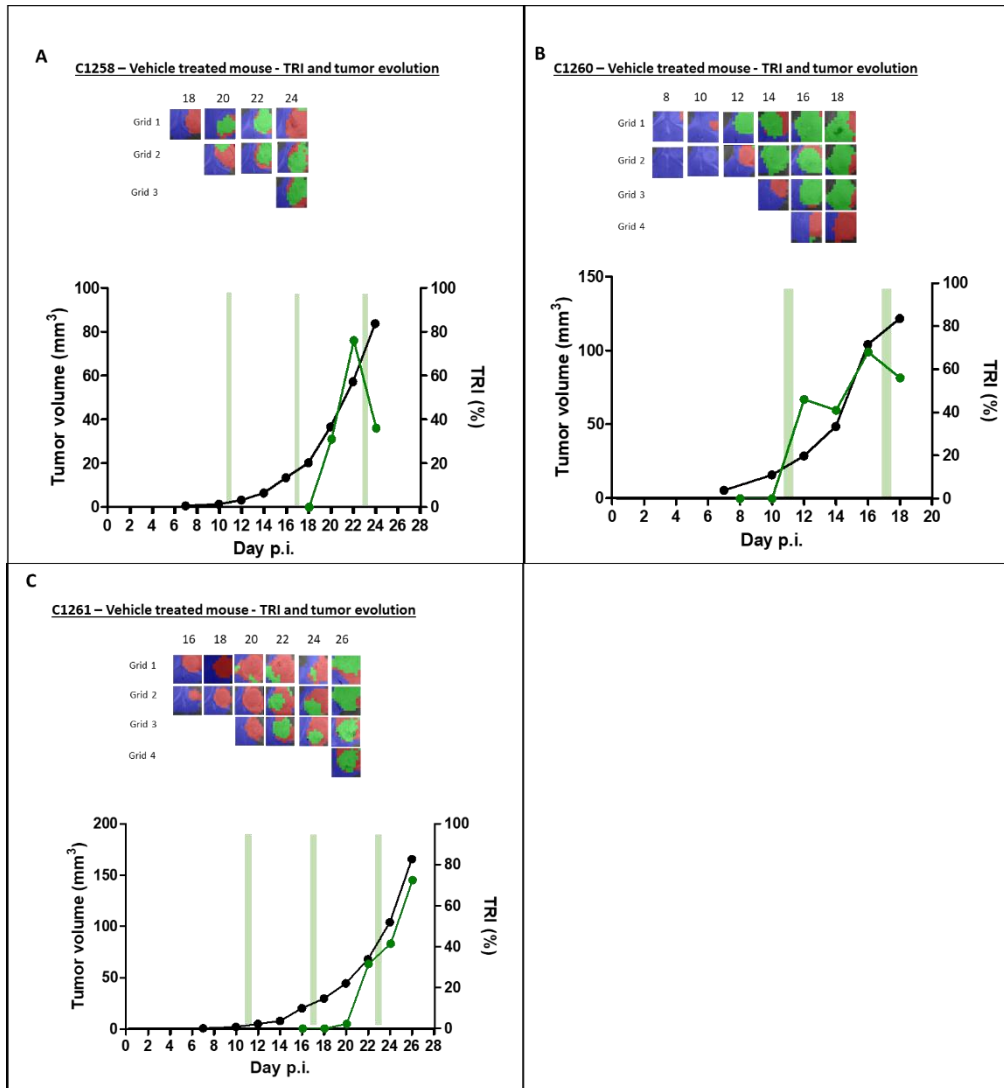 A
C1258 – Vehicle treated mouse - TRI and tumor evolution
18 20 22 24
Grid 1
Grid 2
Grid 3
100
80
60
40
20
0
Tumor volume (mm³)
100
80
60
40
20
0
TRI (%)
0 2 4 6 8 10 12 14 16 18 20 22 24 26 28
Day p.i.
B
C1260 – Vehicle treated mouse - TRI and tumor evolution
8 10 12 14 16 18
Grid 1
Grid 2
Grid 3
Grid 4
150
100
50
0
Tumor volume (mm³)
100
80
60
40
20
0
TRI (%)
0 2 4 6 8 10 12 14 16 18 20
Day p.i.
C
C1261 – Vehicle treated mouse - TRI and tumor evolution
16 18 20 22 24 26
Grid 1
Grid 2
Grid 3
Grid 4
200
150
100
50
0
Tumor volume (mm³)
100
80
60
40
20
0
TRI (%)
0 2 4 6 8 10 12 14 16 18 20 22 24 26 28
Day p.i.